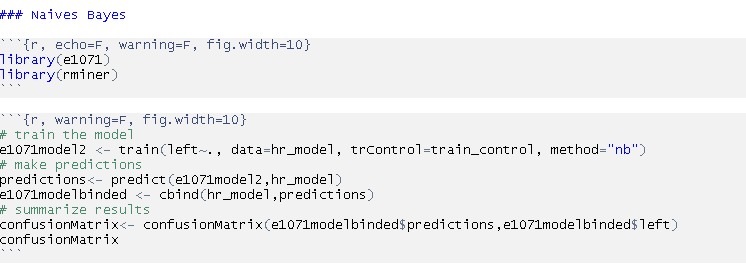 ### Naives Bayes
```{r, echo=F, warning=F, fig.width=10}
library(e1071)
library(rminer)
```
```{r, warning=F, fig.width=10}
# train the model
e1071model2 <- train(left~., data=hr_model, trControl=train_control, method="nb")
# make predictions
predictions<- predict(e1071model2,hr_model)
e1071modelbinded <- cbind(hr_model,predictions)
# summarize results
confusionMatrix<- confusionMatrix(e1071modelbinded$predictions,e1071modelbinded$left)
confusionMatrix
```